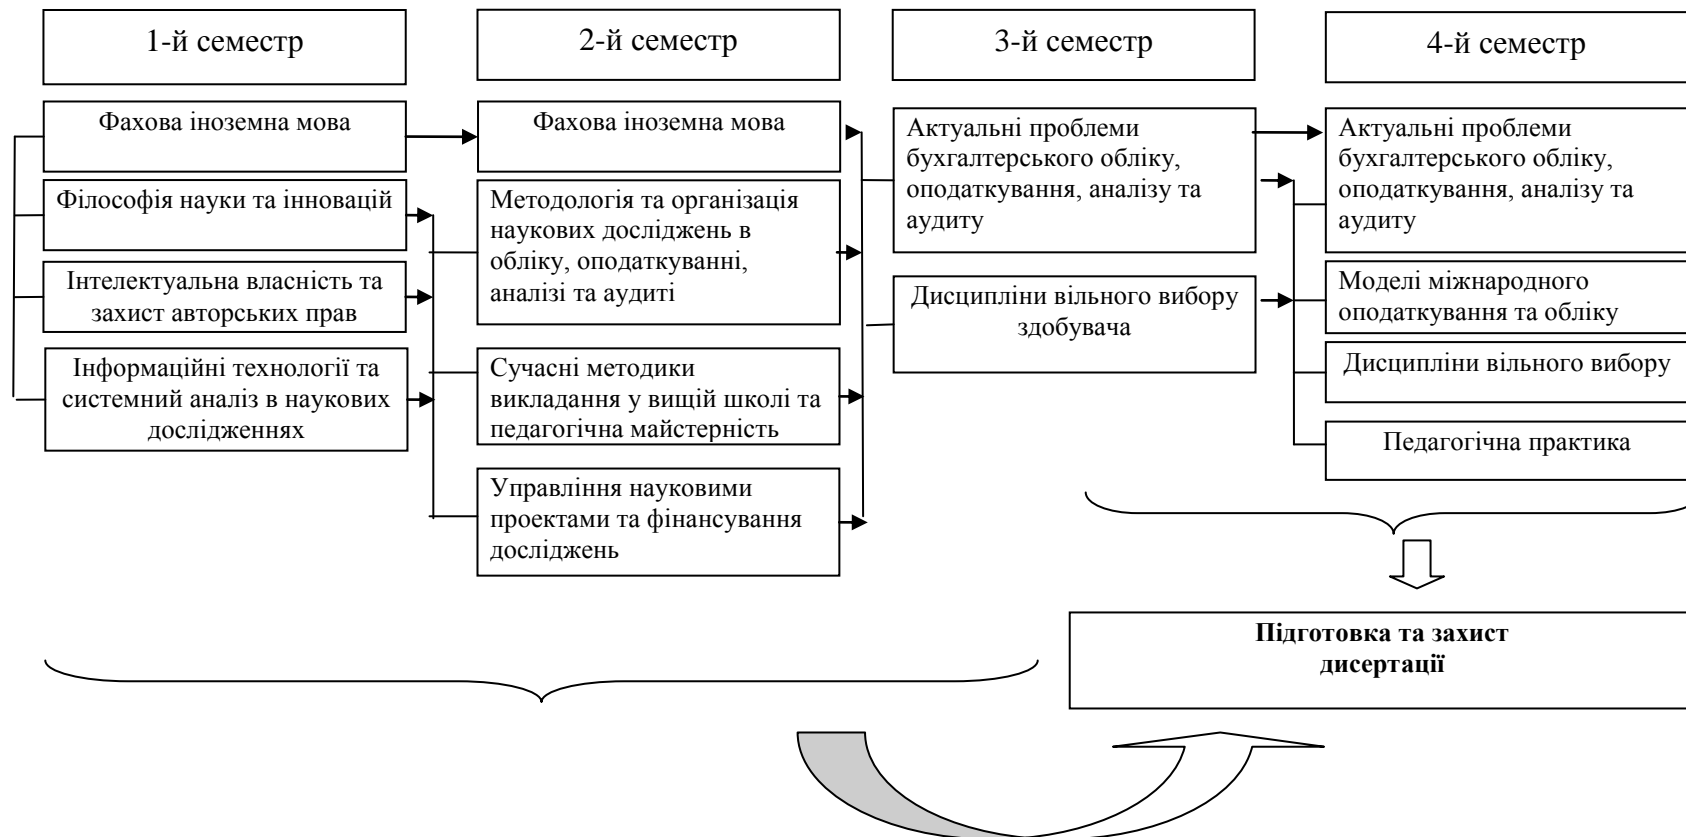 1-й семестр
2-й семестр
3-й семестр
4-й семестр
Фахова іноземна мова
Філософія науки та інновацій
Інтелектуальна власність та
захист авторських прав
Інформаційні технології та
системний аналіз в наукових
дослідженнях
Фахова іноземна мова
Методологія та організація
наукових досліджень в
обліку, оподаткуванні,
аналізі та аудиті
Сучасні методики
викладання у вищій школі та
педагогічна майстерність
Управління науковими
проектами та фінансування
досліджень
Актуальні проблеми
бухгалтерського обліку,
оподаткування, аналізу та
аудиту
Дисципліни вільного вибору
здобувача
Актуальні проблеми
бухгалтерського обліку,
оподаткування, аналізу та
аудиту
Моделі міжнародного
оподаткування та обліку
Дисципліни вільного вибору
Педагогічна практика
Підготовка та захист
дисертації